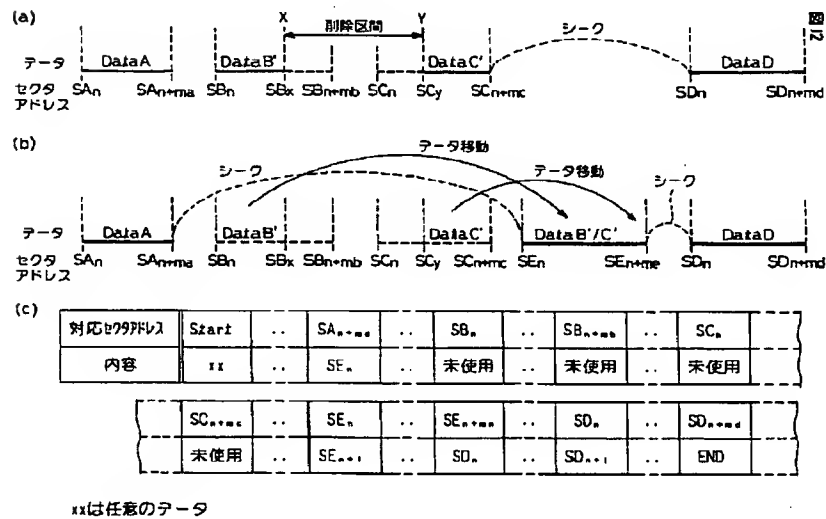 図12
(a)
X Y
削除区間
シーク
データ DataA DataB' DataC' DataD
セクタアドレス SAn SAn+ma SBn SBx SBn+mb SCn SCy SCn+mc SDn SDn+md
(b)
シーク データ移動 データ移動 シーク
データ DataA DataB' DataC' DataB'/C' DataD
セクタアドレス SAn SAn+ma SBn SBx SBn+mb SCn SCy SCn+mc SEn SEn+me SDn SDn+md
(c)
対応セクタアドレス Start ‥ SAn+ma ‥ SBn ‥ SBn+mb ‥ SCn
内容 xx ‥ SEn ‥ 未使用 ‥ 未使用 ‥ 未使用
SCn+mc ‥ SEn ‥ SEn+mn ‥ SDn ‥ SDn+md
未使用 ‥ SEn+1 ‥ SDn ‥ SDn+1 ‥ END
xxは任意のデータ